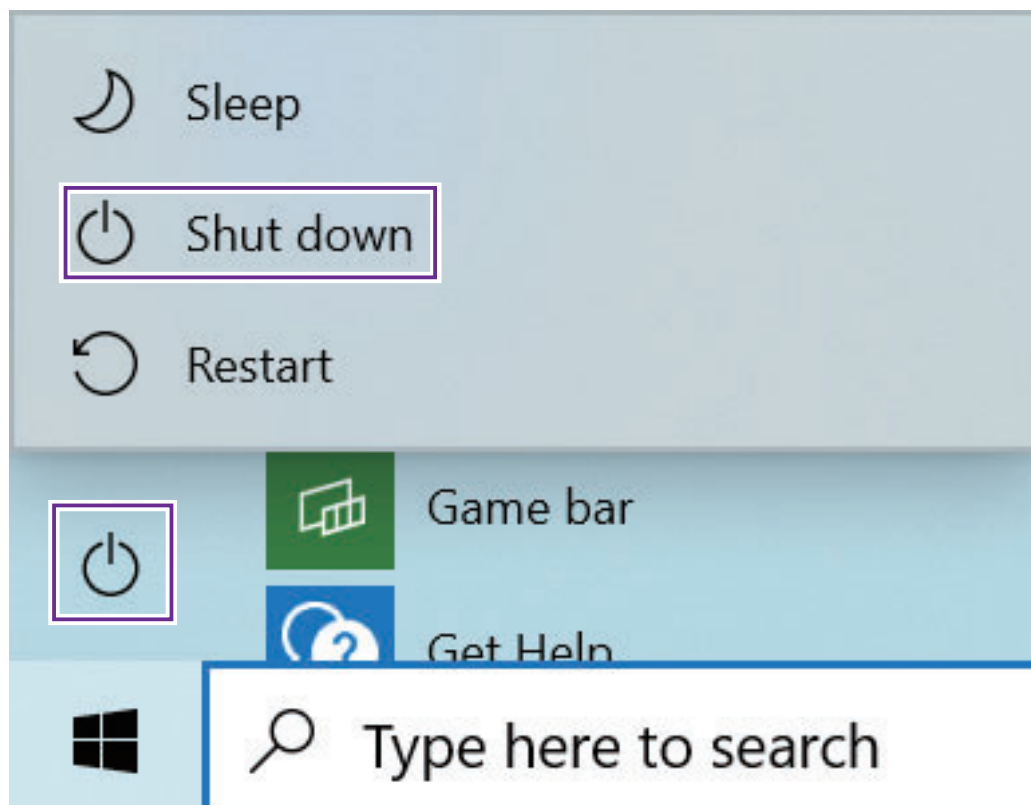 Sleep
Shut down
Restart
Game bar
Get Help
Type here to search